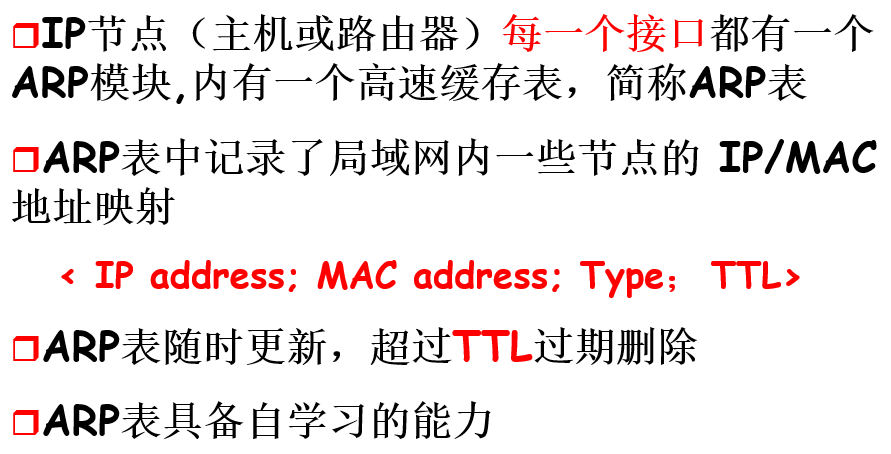 IP节点（主机或路由器）每一个接口都有一个
ARP模块,内有一个高速缓存表，简称ARP表
ARP表中记录了局域网内一些节点的 IP/MAC
地址映射
< IP address; MAC address; Type； TTL>
ARP表随时更新，超过TTL过期删除
ARP表具备自学习的能力